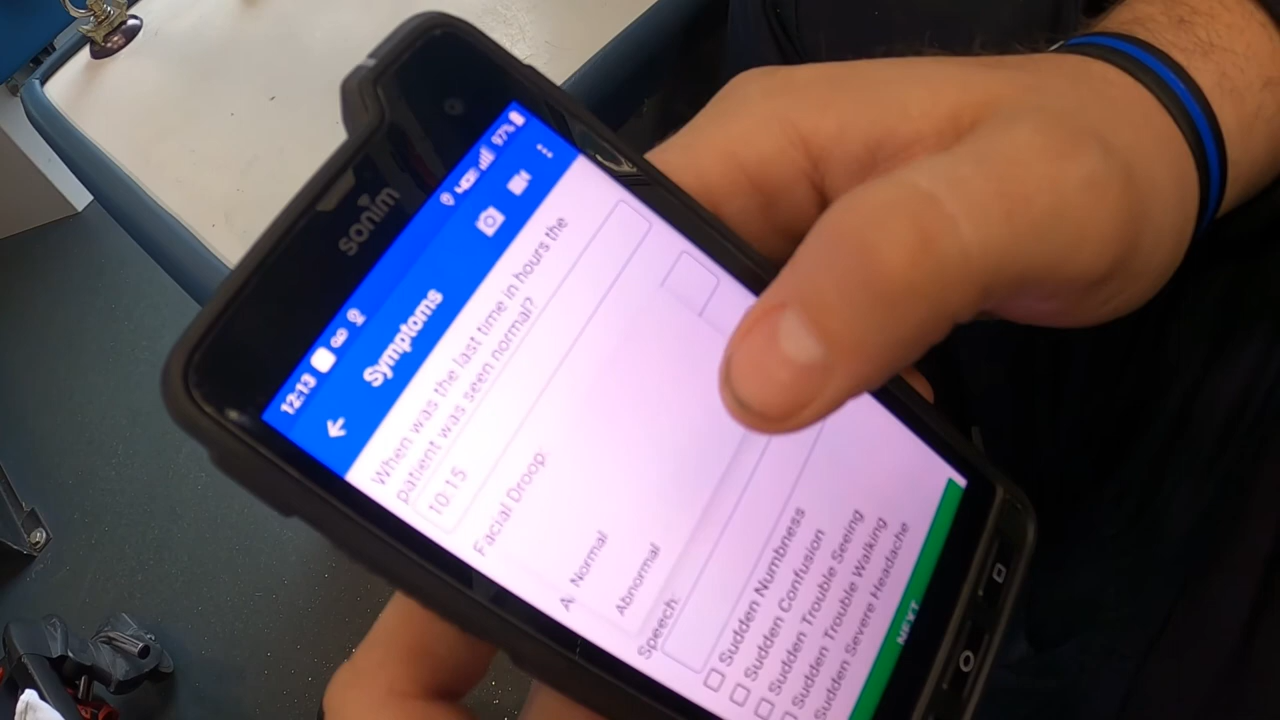 sonim
12:13 97%
Symptoms
When was the last time in hours the
patient was seen normal?
10:15
Facial Droop:
Normal
Abnormal
Speech:
Sudden Numbness
Sudden Confusion
Sudden Trouble Seeing
Sudden Trouble Walking
Sudden Severe Headache
NEXT